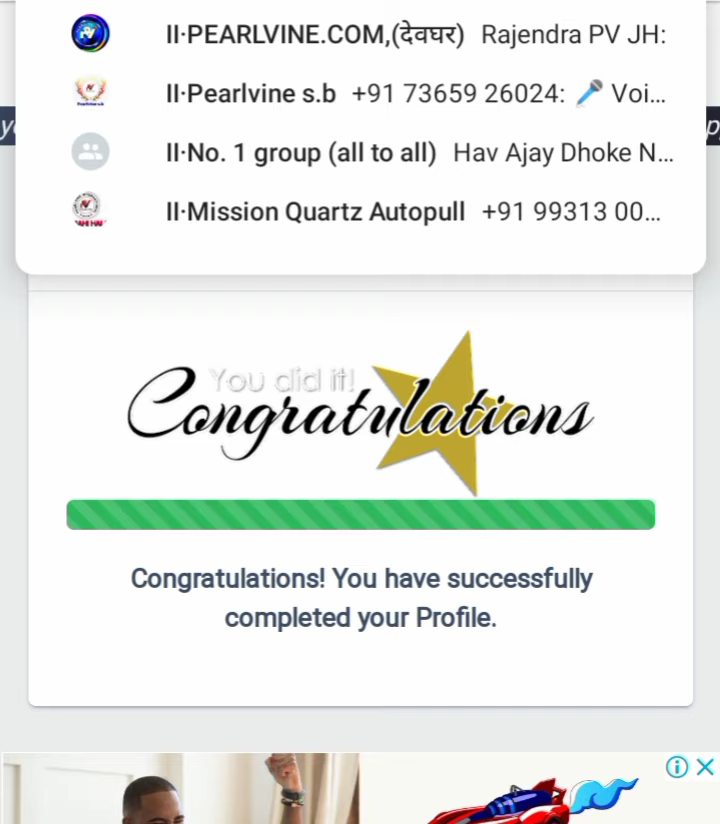 II·PEARLVINE.COM,(देवघर) Rajendra PV JH:
II·Pearlvine s.b +91 73659 26024: 🎤 Voi...
II·No. 1 group (all to all) Hav Ajay Dhoke N...
II·Mission Quartz Autopull +91 99313 00...
You did it!
Congratulations
Congratulations! You have successfully
completed your Profile.